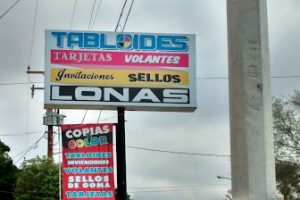 TABLOIDES
TARJETAS VOLANTES
Invitaciones SELLOS
LONAS
COPIAS
COLOR
TABLOIDES
INVITACIONES
VOLANTES
SELLOS
DE GOMA
TARJETAS